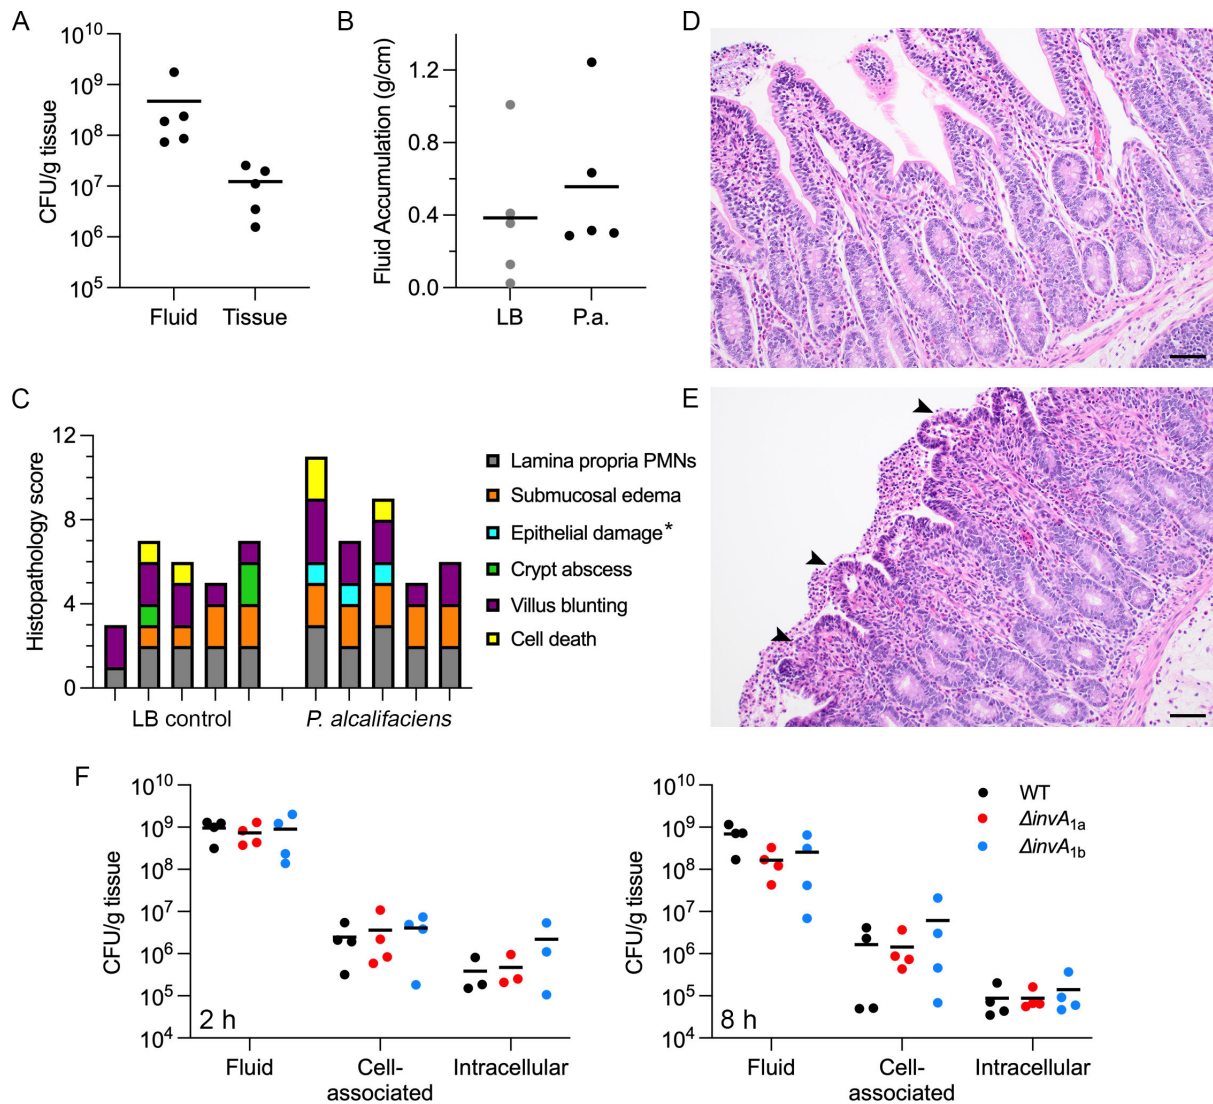 A
CFU/g tissue
10^10
10^9
10^8
10^7
10^6
10^5
Fluid Tissue
B
Fluid Accumulation (g/cm)
1.2
0.8
0.4
0.0
LB P.a.
C
Histopathology score
12
8
4
0
LB control P. alcalifaciens
Lamina propria PMNs
Submucosal edema
Epithelial damage*
Crypt abscess
Villus blunting
Cell death
D
E
F
CFU/g tissue
10^10
10^9
10^8
10^7
10^6
10^5
10^4
2 h
Fluid Cell-associated Intracellular
CFU/g tissue
10^10
10^9
10^8
10^7
10^6
10^5
10^4
8 h
Fluid Cell-associated Intracellular
WT
ΔinvA1a
ΔinvA1b